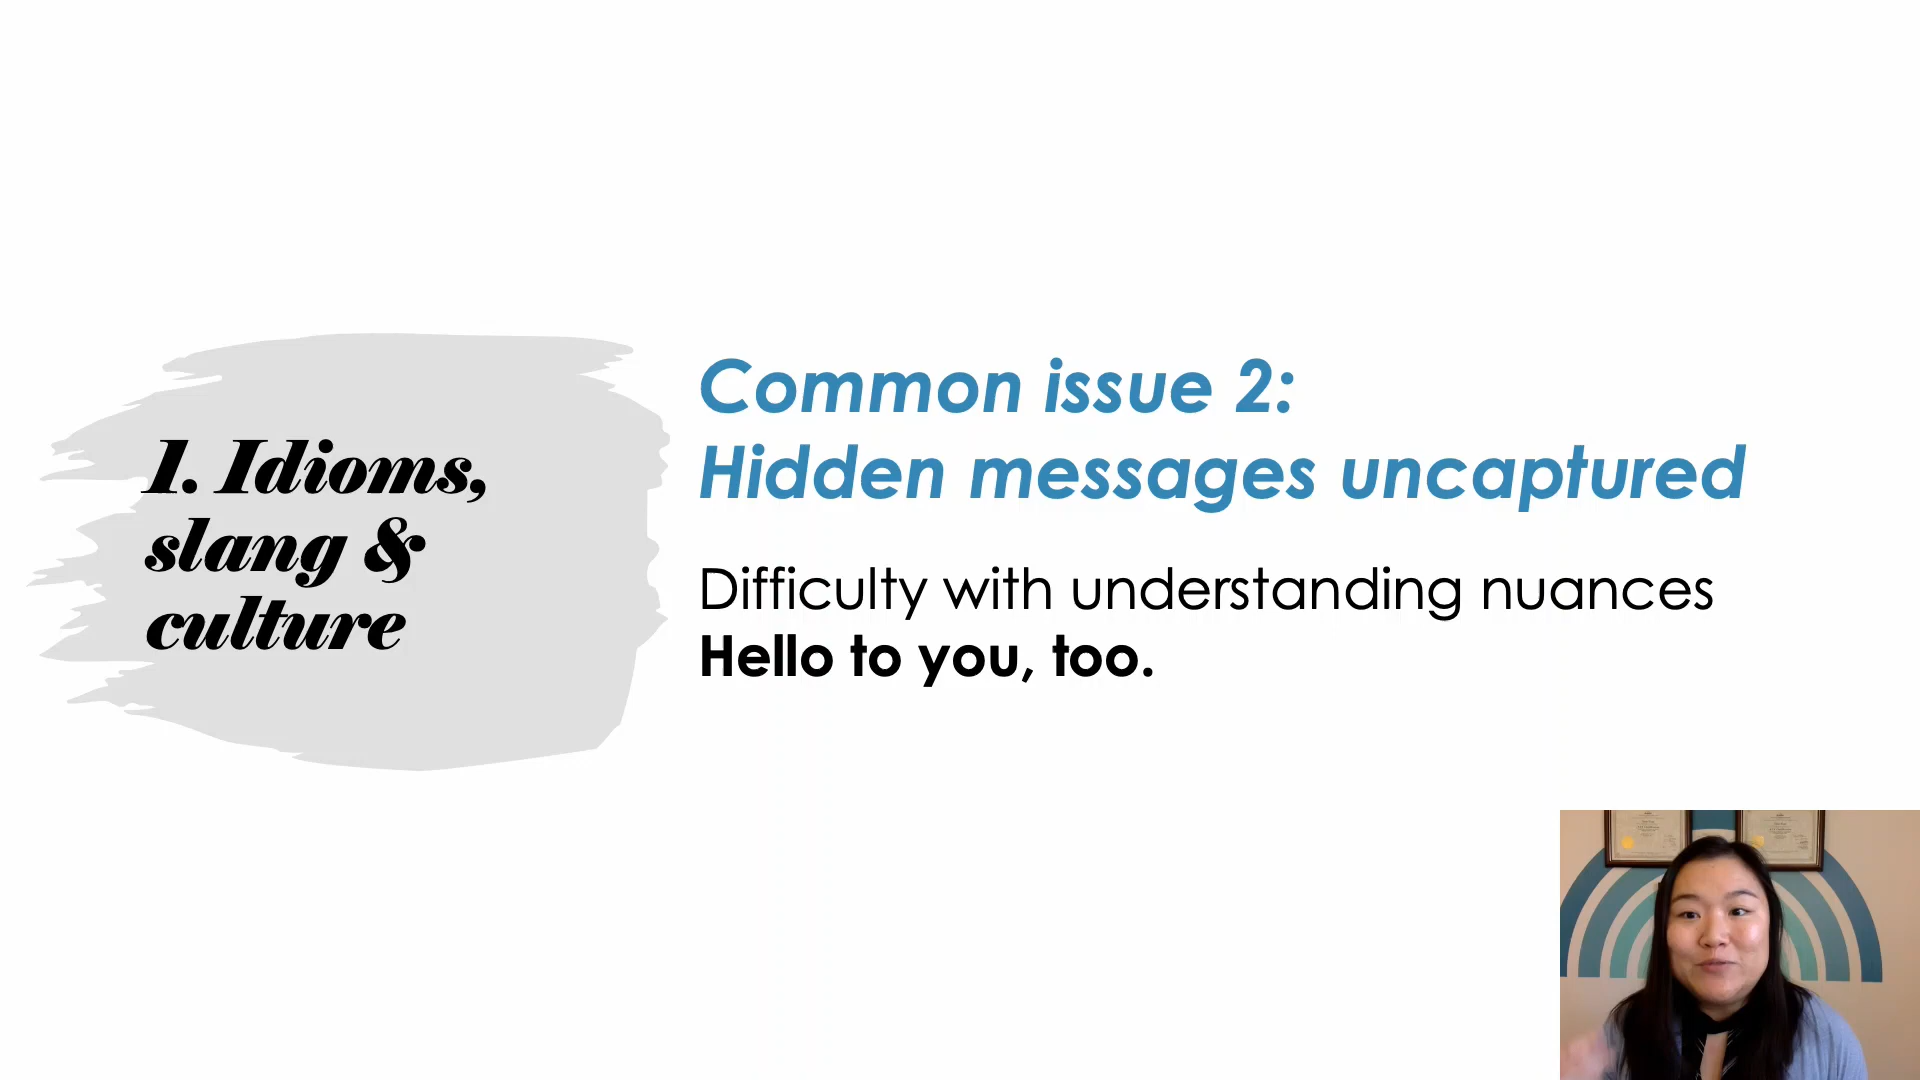 1. Idioms,
slang &
culture
Common issue 2:
Hidden messages uncaptured
Difficulty with understanding nuances
Hello to you, too.